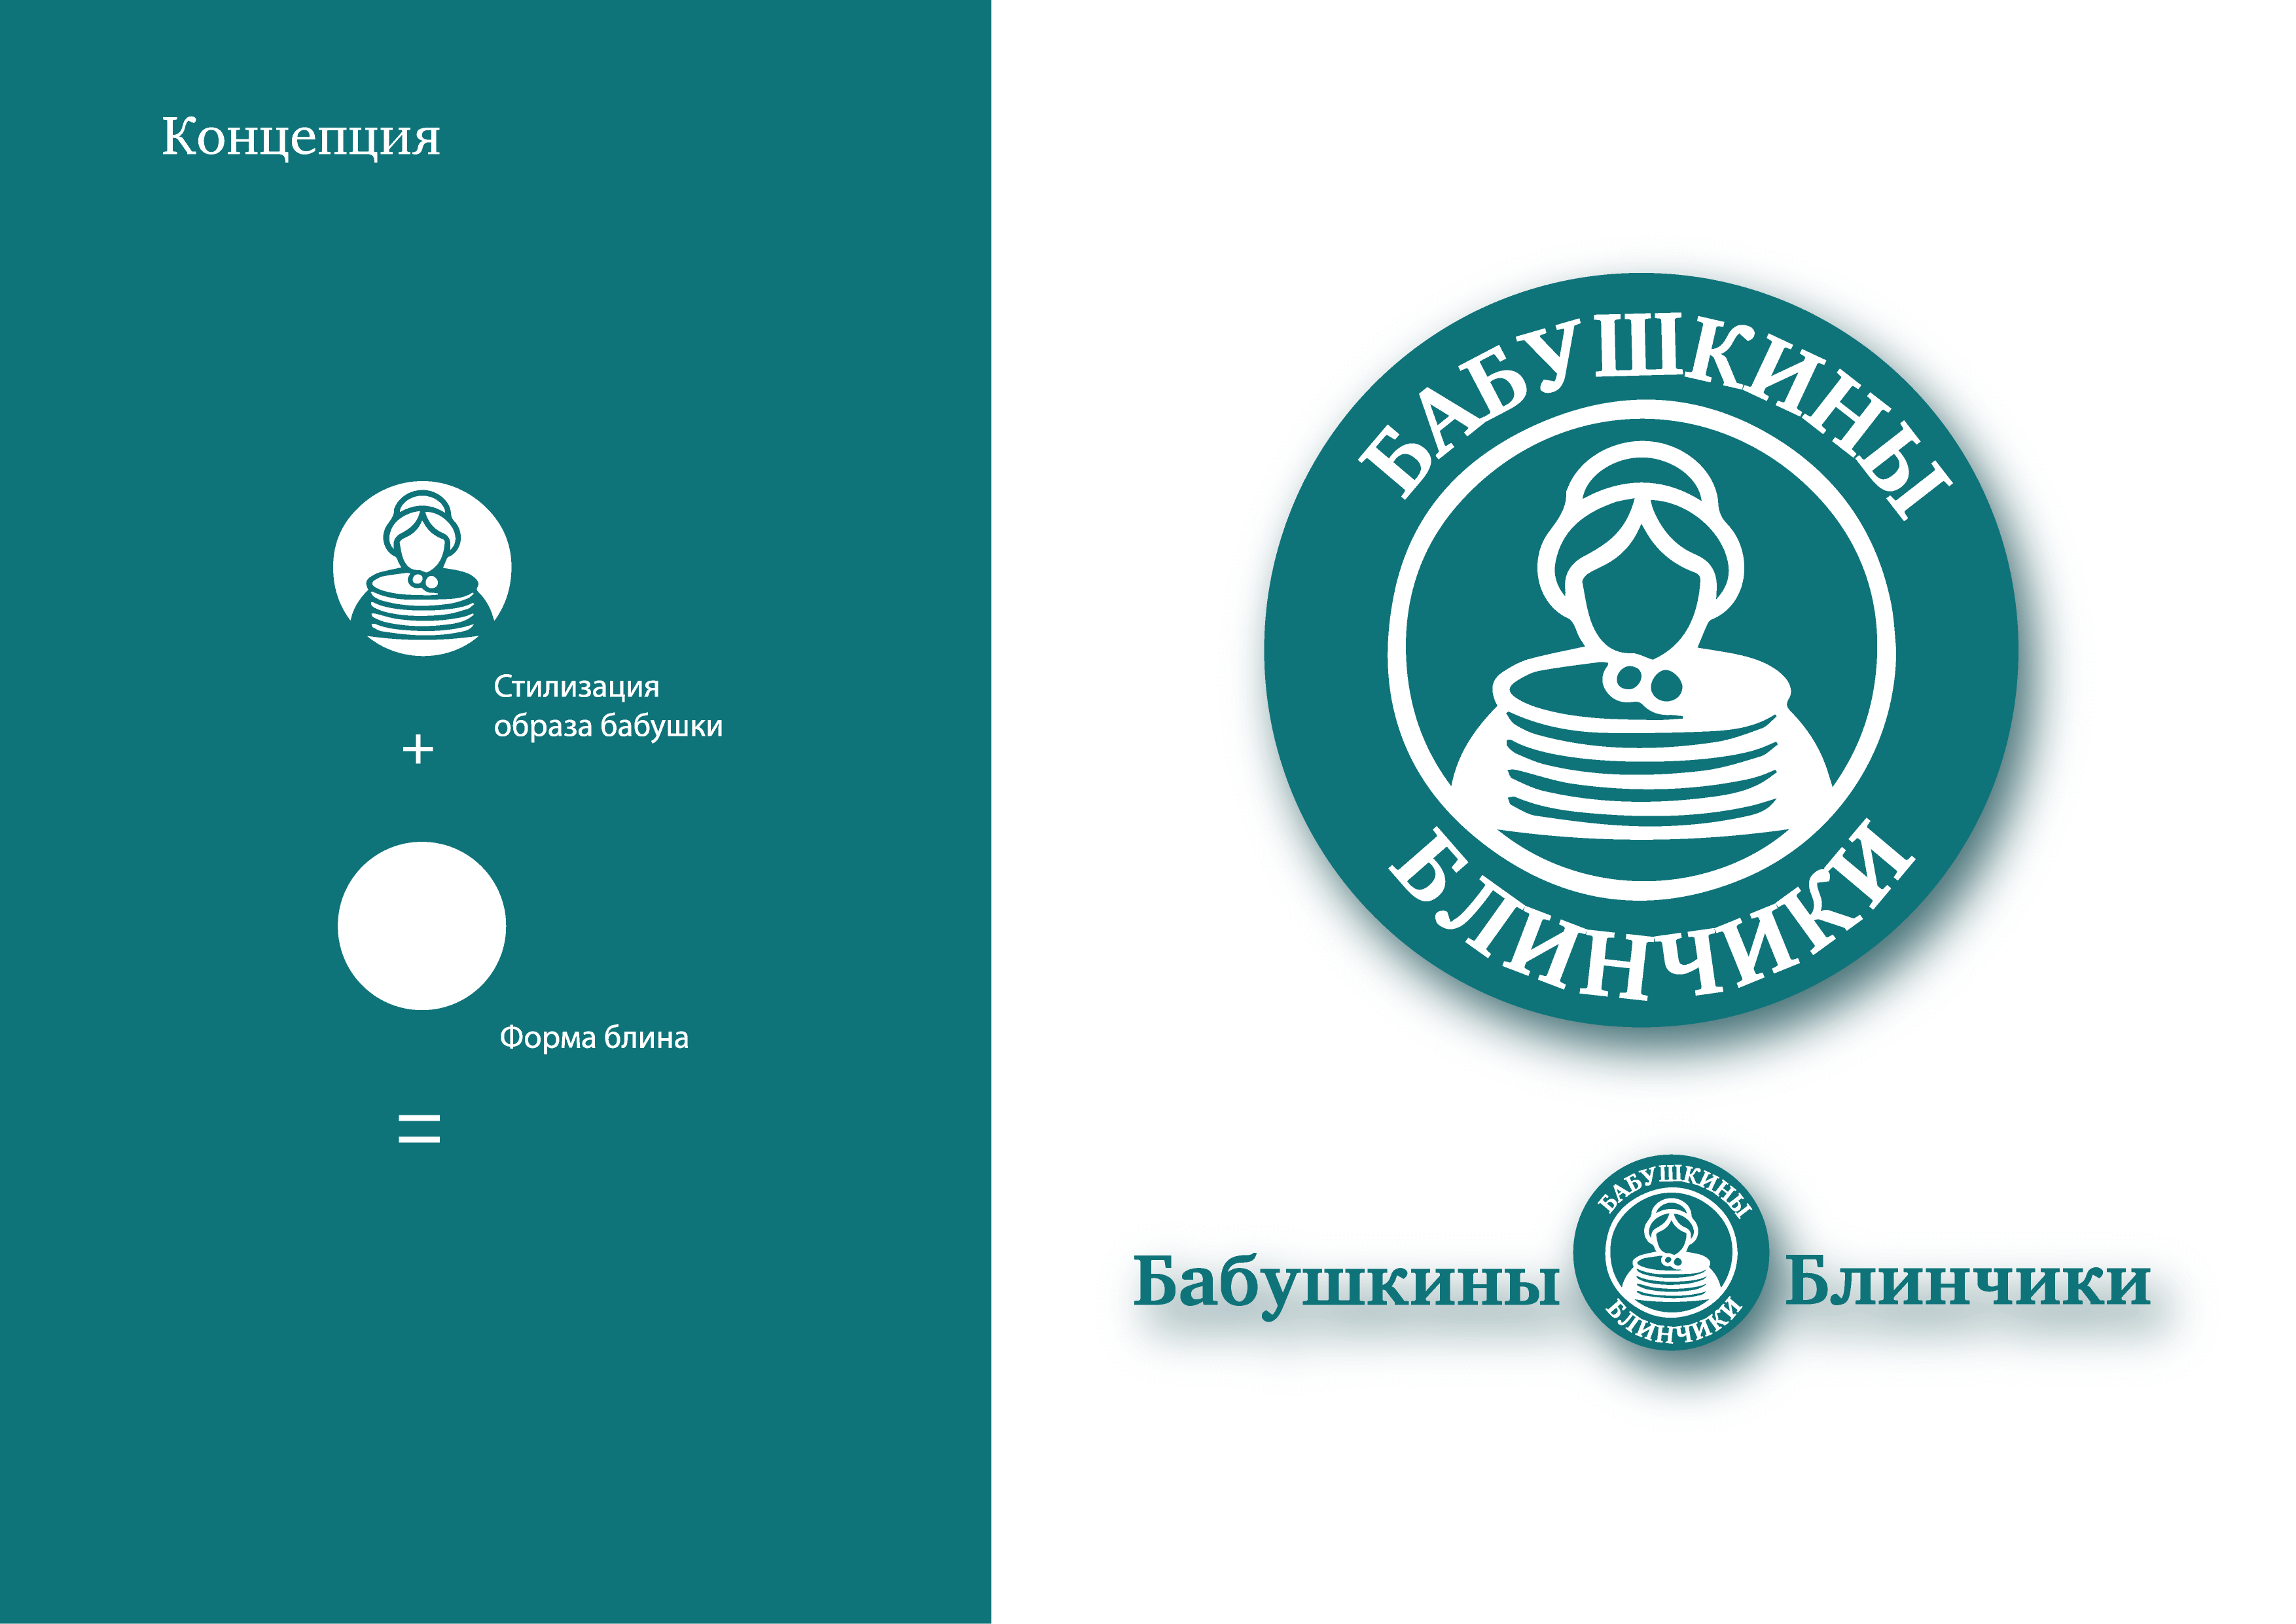 Концепция
Стилизация
образа бабушки
+
Форма блина
=
БАБУШКИНЫ
БЛИНЧИКИ
Бабушкины
БАБУШКИНЫ
БЛИНЧИКИ
Блинчики